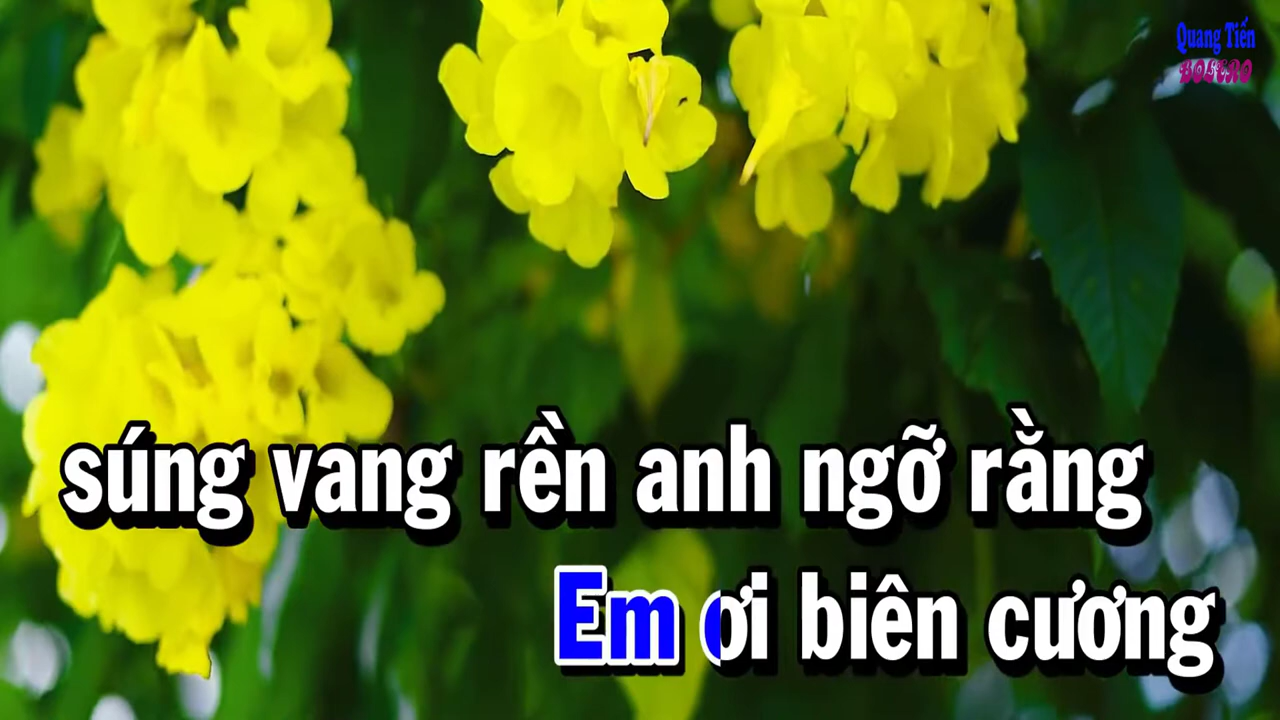 Quang Tiến
BOLERO
súng vang rền anh ngỡ rằng
Em ơi biên cương